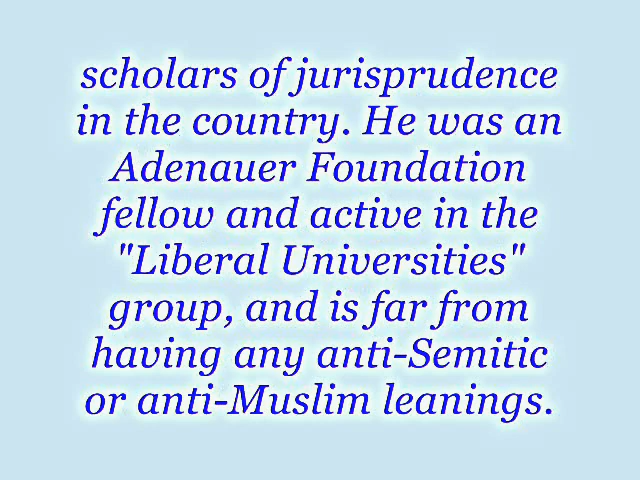 scholars of jurisprudence
in the country. He was an
Adenauer Foundation
fellow and active in the
"Liberal Universities"
group, and is far from
having any anti-Semitic
or anti-Muslim leanings.